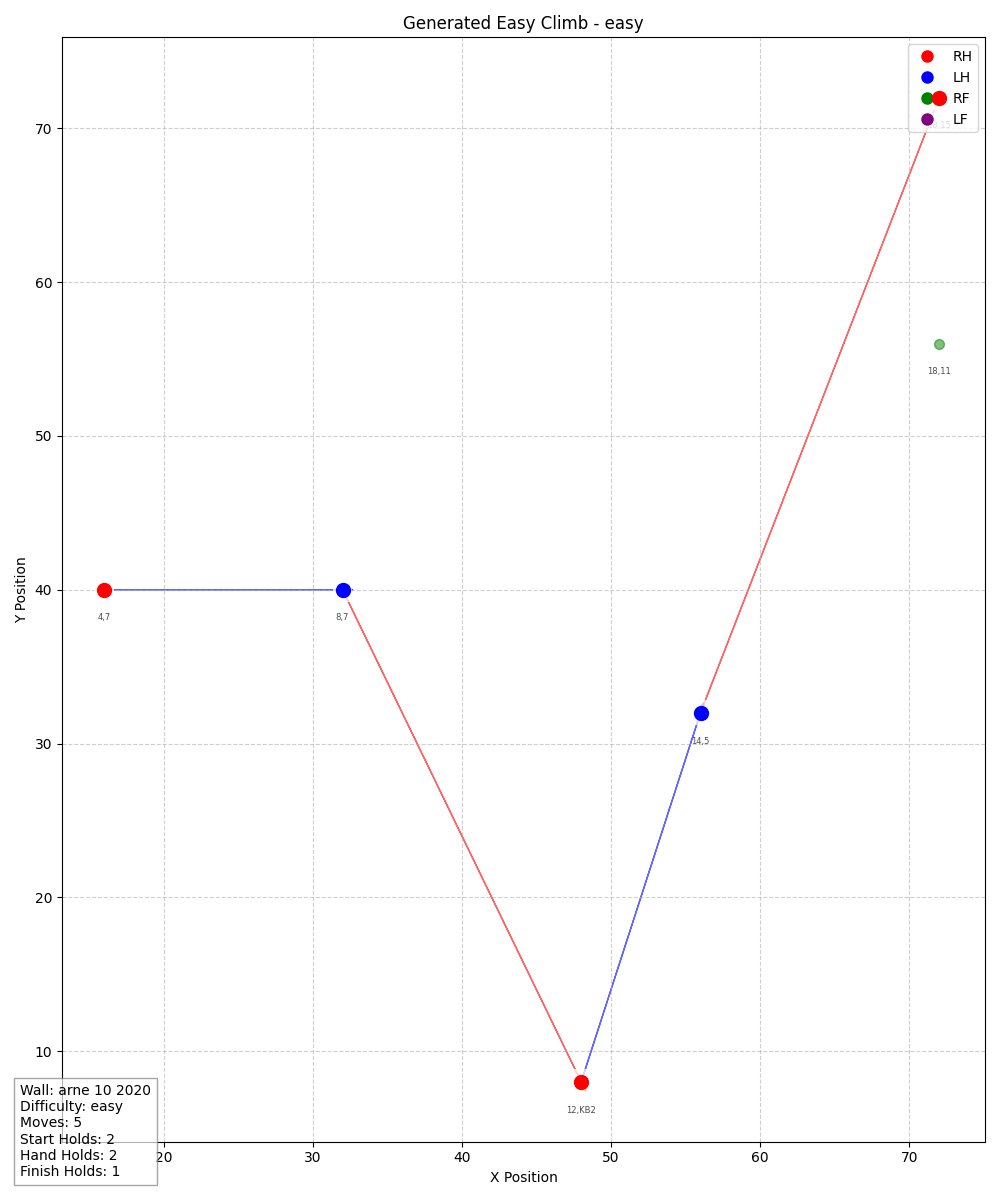 Generated Easy Climb - easy
RH
LH
RF
LF
70
60
50
40
30
20
10
Y Position
18,11
4,7
8,7
14,5
12,KB2
Wall: arne 10 2020
Difficulty: easy
Moves: 5
Start Holds: 2
Hand Holds: 2
Finish Holds: 1
20
30
40
50
60
70
X Position